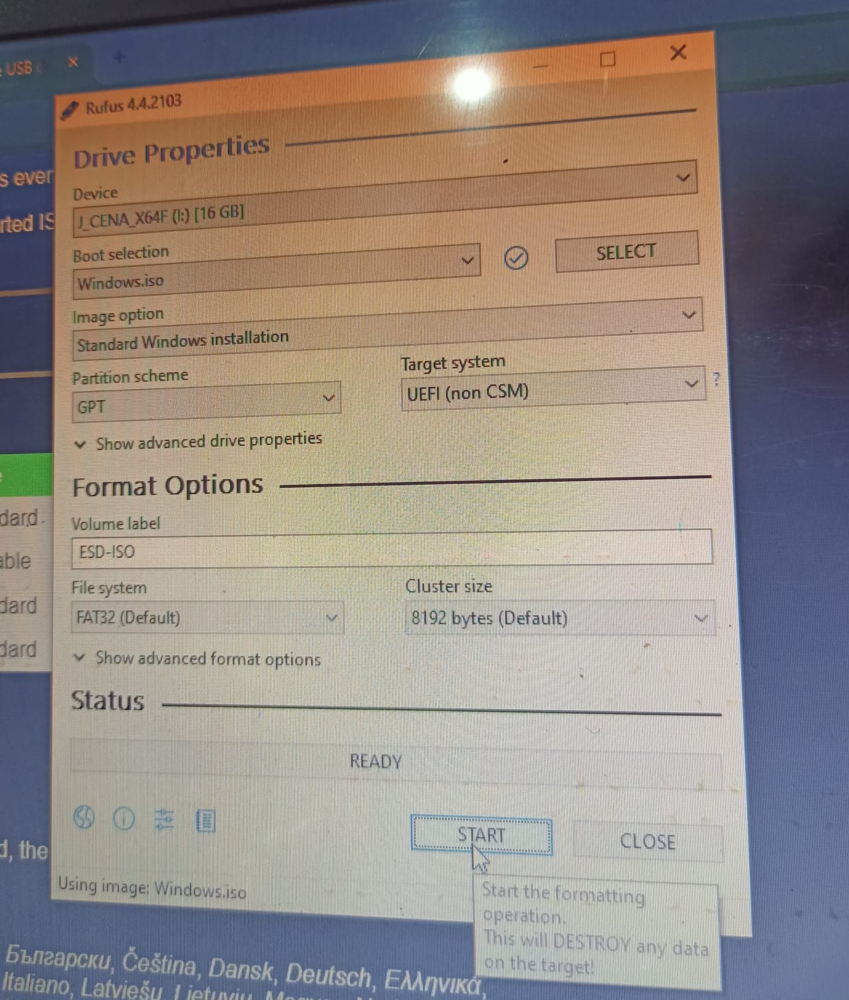 USB
Rufus 4.4.2103
Drive Properties
s ever
Device
rted IS
J_CENA_X64F (I:) [16 GB]
Boot selection
Windows.iso
SELECT
Image option
Standard Windows installation
Partition scheme
Target system
GPT
UEFI (non CSM)
?
Show advanced drive properties
Format Options
dard
Volume label
able
ESD-ISO
File system
Cluster size
dard
FAT32 (Default)
8192 bytes (Default)
dard
Show advanced format options
Status
READY
START
CLOSE
d, the
Using image: Windows.iso
Start the formatting
operation.
This will DESTROY any data
on the target!
Български, Čeština, Dansk, Deutsch, Ελληνικά,
Italiano, Latviešu